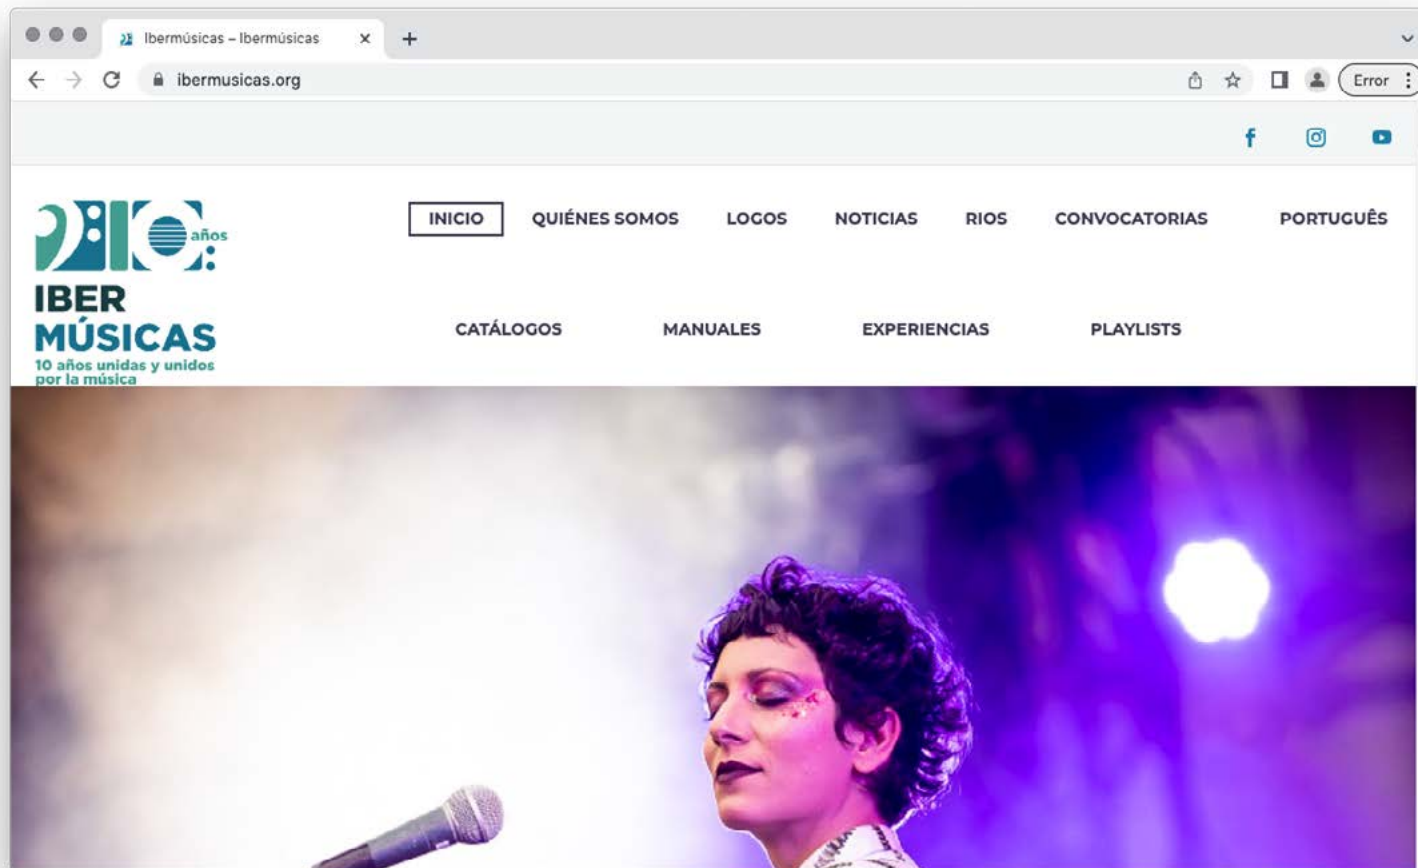 Ibermúsicas – Ibermúsicas
ibermusicas.org
Error
años
IBER
MÚSICAS
10 años unidas y unidos
por la música
INICIO QUIÉNES SOMOS LOGOS NOTICIAS RIOS CONVOCATORIAS PORTUGUÊS
CATÁLOGOS MANUALES EXPERIENCIAS PLAYLISTS